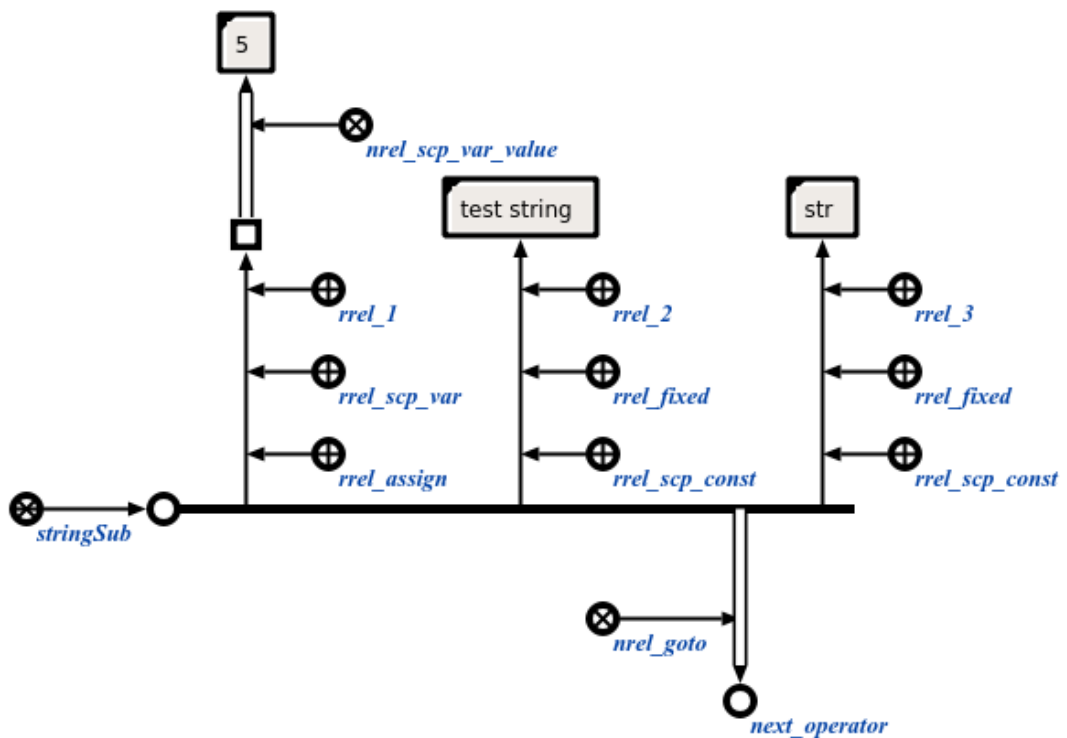 5
nrel_scp_var_value
test string
str
rrel_1
rrel_2
rrel_3
rrel_scp_var
rrel_fixed
rrel_fixed
rrel_assign
rrel_scp_const
rrel_scp_const
stringSub
nrel_goto
next_operator